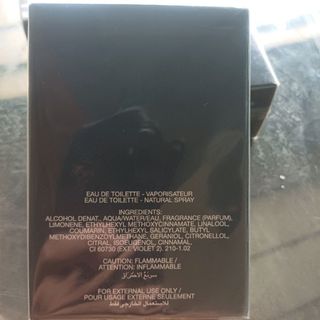 EAU DE TOILETTE - VAPORISATEUR
EAU DE TOILETTE - NATURAL SPRAY
INGREDIENTS:
ALCOHOL DENAT., AQUA/WATER/EAU, FRAGRANCE (PARFUM),
LIMONENE, ETHYLHEXYL METHOXYCINNAMATE, LINALOOL,
COUMARIN, ETHYLHEXYL SALICYLATE, BUTYL
METHOXYDIBENZOYLMETHANE, GERANIOL, CITRONELLOL,
CITRAL, ISOEUGENOL, CINNAMAL,
CI 60730 (EXT. VIOLET 2). 210-1.02
CAUTION: FLAMMABLE /
ATTENTION: INFLAMMABLE
سريع الاحتراق
FOR EXTERNAL USE ONLY /
POUR USAGE EXTERNE SEULEMENT
للاستعمال الخارجي فقط